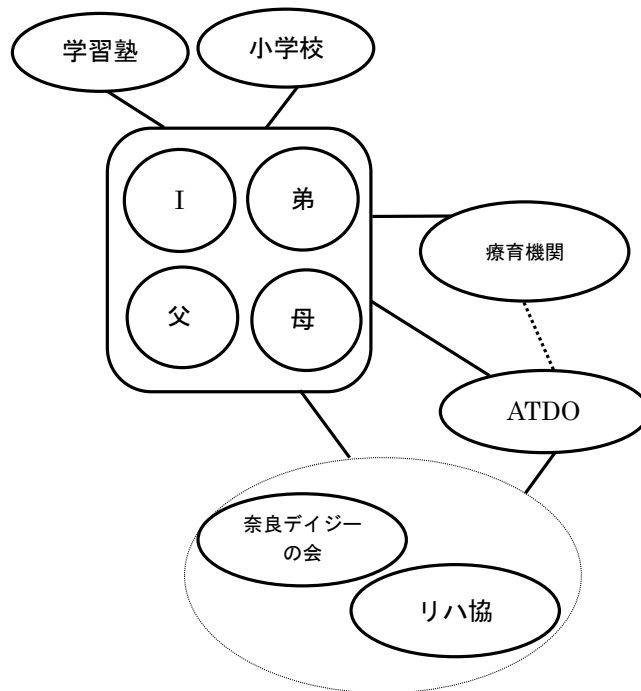 学習塾
小学校
I
弟
療育機関
父
母
ATDO
奈良デイジー
の会
リハ協